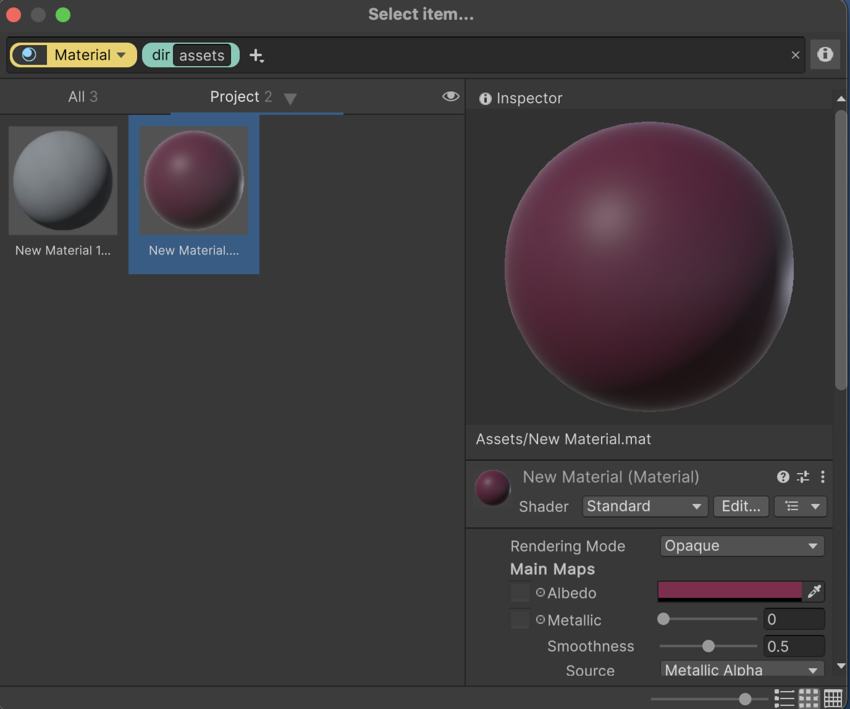 Select item...
Material
dir assets
All 3
Project 2
New Material 1...
New Material....
Inspector
Assets/New Material.mat
New Material (Material)
Shader Standard Edit...
Rendering Mode Opaque
Main Maps
Albedo
Metallic 0
Smoothness 0.5
Source Metallic Alpha